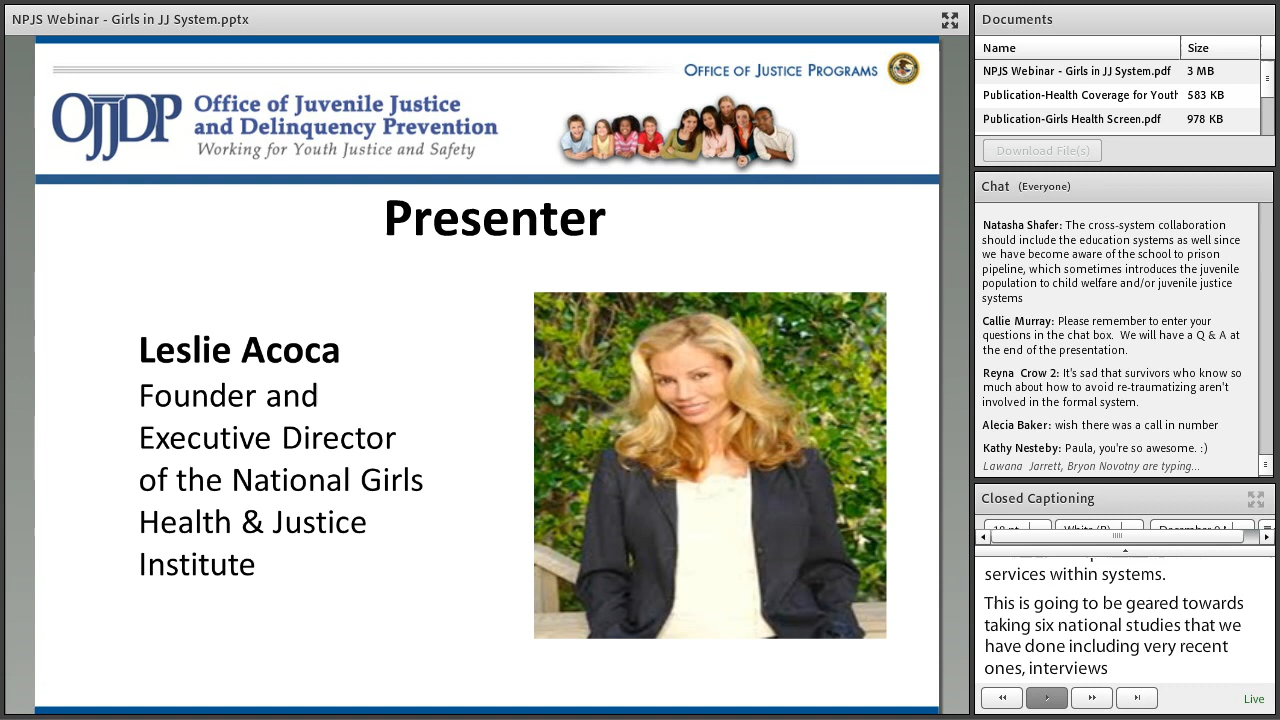 NPJS Webinar - Girls in JJ System.pptx
OFFICE OF JUSTICE PROGRAMS
OJJDP
Office of Juvenile Justice
and Delinquency Prevention
Working for Youth Justice and Safety
Presenter
Leslie Acoca
Founder and
Executive Director
of the National Girls
Health & Justice
Institute
Documents
Name Size
NPJS Webinar - Girls in JJ System.pdf 3 MB
Publication-Health Coverage for Youth 583 KB
Publication-Girls Health Screen.pdf 978 KB
Download File(s)
Chat (Everyone)
Natasha Shafer: The cross-system collaboration
should include the education systems as well since
we have become aware of the school to prison
pipeline, which sometimes introduces the juvenile
population to child welfare and/or juvenile justice
systems
Callie Murray: Please remember to enter your
questions in the chat box. We will have a Q & A at
the end of the presentation.
Reyna Crow 2: It's sad that survivors who know so
much about how to avoid re-traumatizing aren't
involved in the formal system.
Alecia Baker: wish there was a call in number
Kathy Nesteby: Paula, you're so awesome. :)
Lawana Jarrett, Bryon Novotny are typing...
Closed Captioning
services within systems.
This is going to be geared towards
taking six national studies that we
have done including very recent
ones, interviews
Live